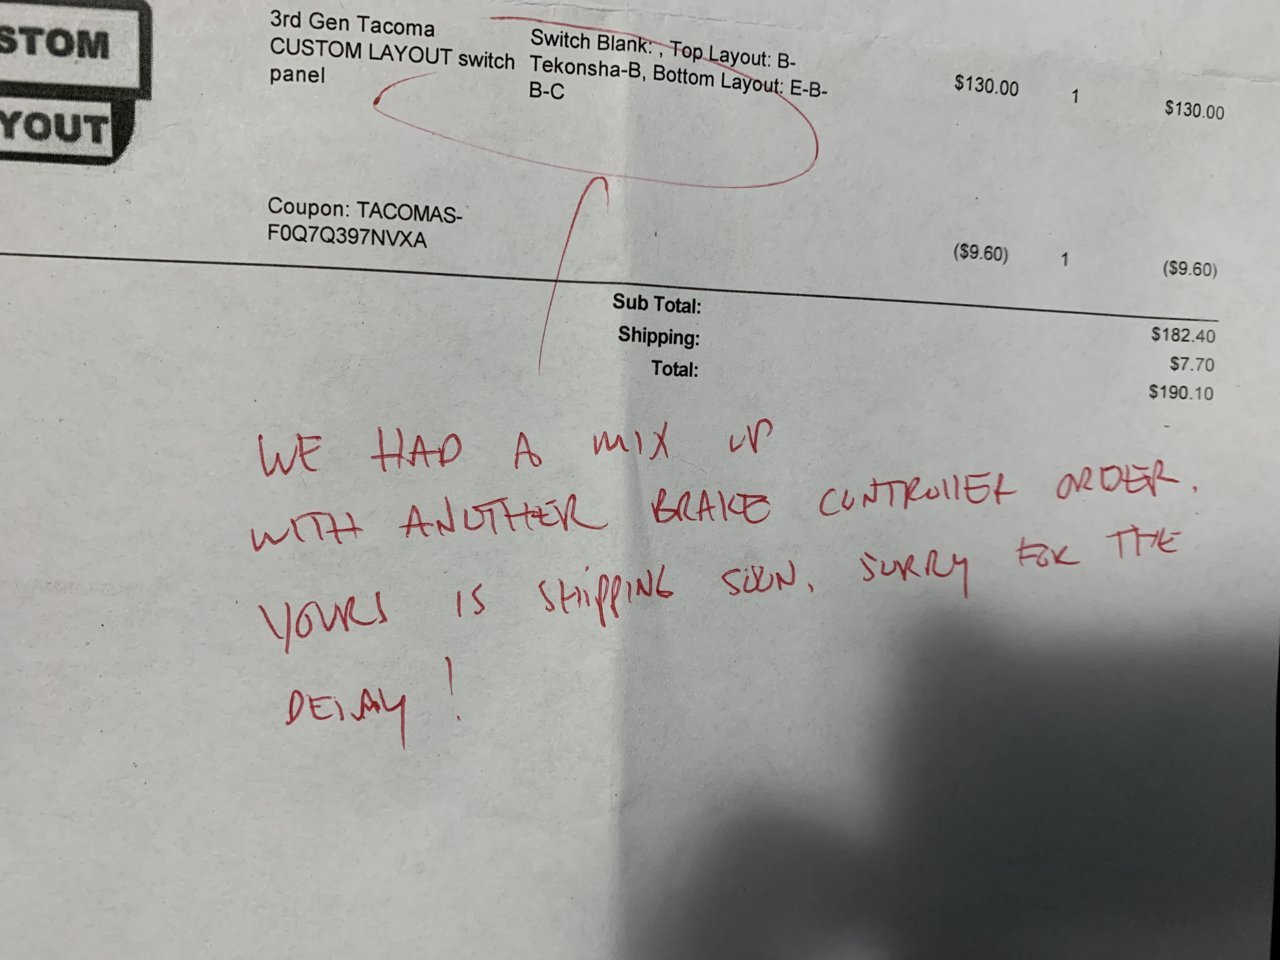 STOM
YOUT
3rd Gen Tacoma
CUSTOM LAYOUT switch
panel
Switch Blank: , Top Layout: B-
Tekonsha-B, Bottom Layout: E-B-
B-C
$130.00 1 $130.00
Coupon: TACOMAS-
F0Q7Q397NVXA
($9.60) 1 ($9.60)
Sub Total: $182.40
Shipping: $7.70
Total: $190.10
WE HAD A MIX UP
WITH ANOTHER BRAKE CONTROllER ORDER.
YOURS IS SHIPPING SOON. SORRY FOR THE
DELAY!